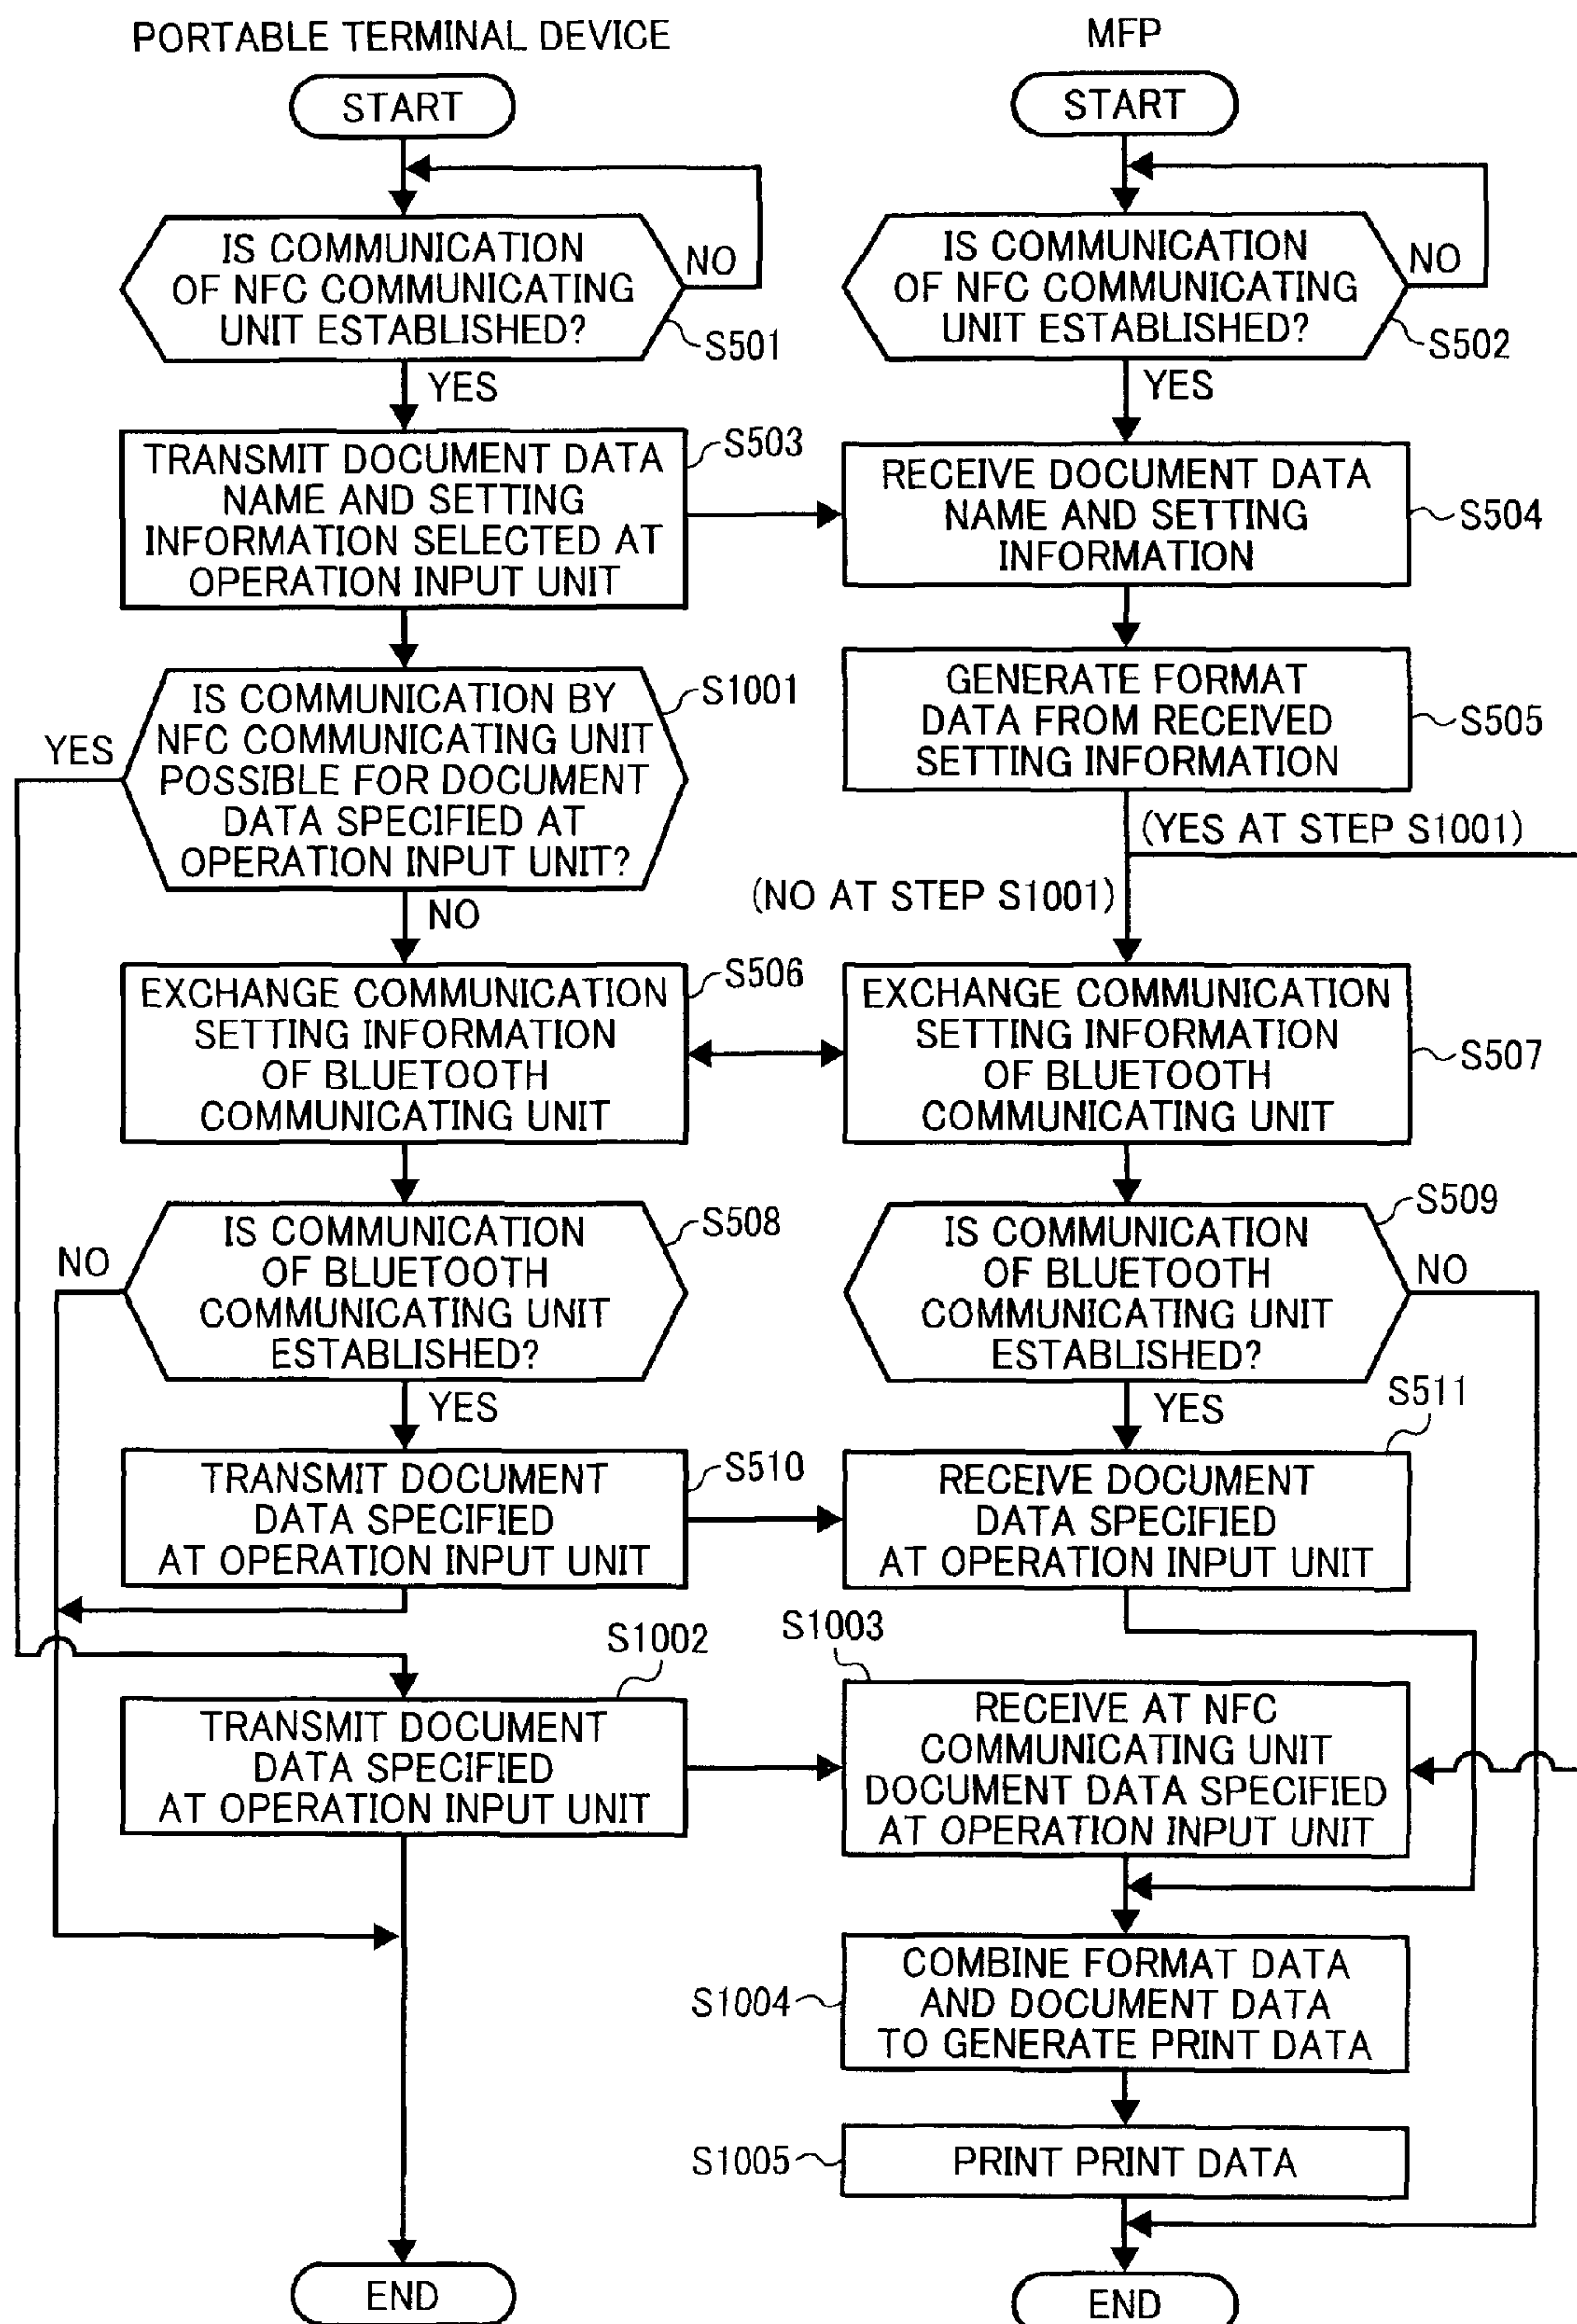 PORTABLE TERMINAL DEVICE
MFP
START
START
IS COMMUNICATION
OF NFC COMMUNICATING
UNIT ESTABLISHED?
NO
S501
YES
IS COMMUNICATION
OF NFC COMMUNICATING
UNIT ESTABLISHED?
NO
S502
YES
TRANSMIT DOCUMENT DATA
NAME AND SETTING
INFORMATION SELECTED AT
OPERATION INPUT UNIT
S503
RECEIVE DOCUMENT DATA
NAME AND SETTING
INFORMATION
S504
IS COMMUNICATION BY
NFC COMMUNICATING UNIT
POSSIBLE FOR DOCUMENT
DATA SPECIFIED AT
OPERATION INPUT UNIT?
S1001
YES
NO
GENERATE FORMAT
DATA FROM RECEIVED
SETTING INFORMATION
S505
(YES AT STEP S1001)
(NO AT STEP S1001)
EXCHANGE COMMUNICATION
SETTING INFORMATION
OF BLUETOOTH
COMMUNICATING UNIT
S506
EXCHANGE COMMUNICATION
SETTING INFORMATION
OF BLUETOOTH
COMMUNICATING UNIT
S507
IS COMMUNICATION
OF BLUETOOTH
COMMUNICATING UNIT
ESTABLISHED?
S508
NO
YES
IS COMMUNICATION
OF BLUETOOTH
COMMUNICATING UNIT
ESTABLISHED?
S509
NO
YES
TRANSMIT DOCUMENT
DATA SPECIFIED
AT OPERATION INPUT UNIT
S510
RECEIVE DOCUMENT
DATA SPECIFIED
AT OPERATION INPUT UNIT
S511
TRANSMIT DOCUMENT
DATA SPECIFIED
AT OPERATION INPUT UNIT
S1002
S1003
RECEIVE AT NFC
COMMUNICATING UNIT
DOCUMENT DATA SPECIFIED
AT OPERATION INPUT UNIT
COMBINE FORMAT DATA
AND DOCUMENT DATA
TO GENERATE PRINT DATA
S1004
PRINT PRINT DATA
S1005
END
END